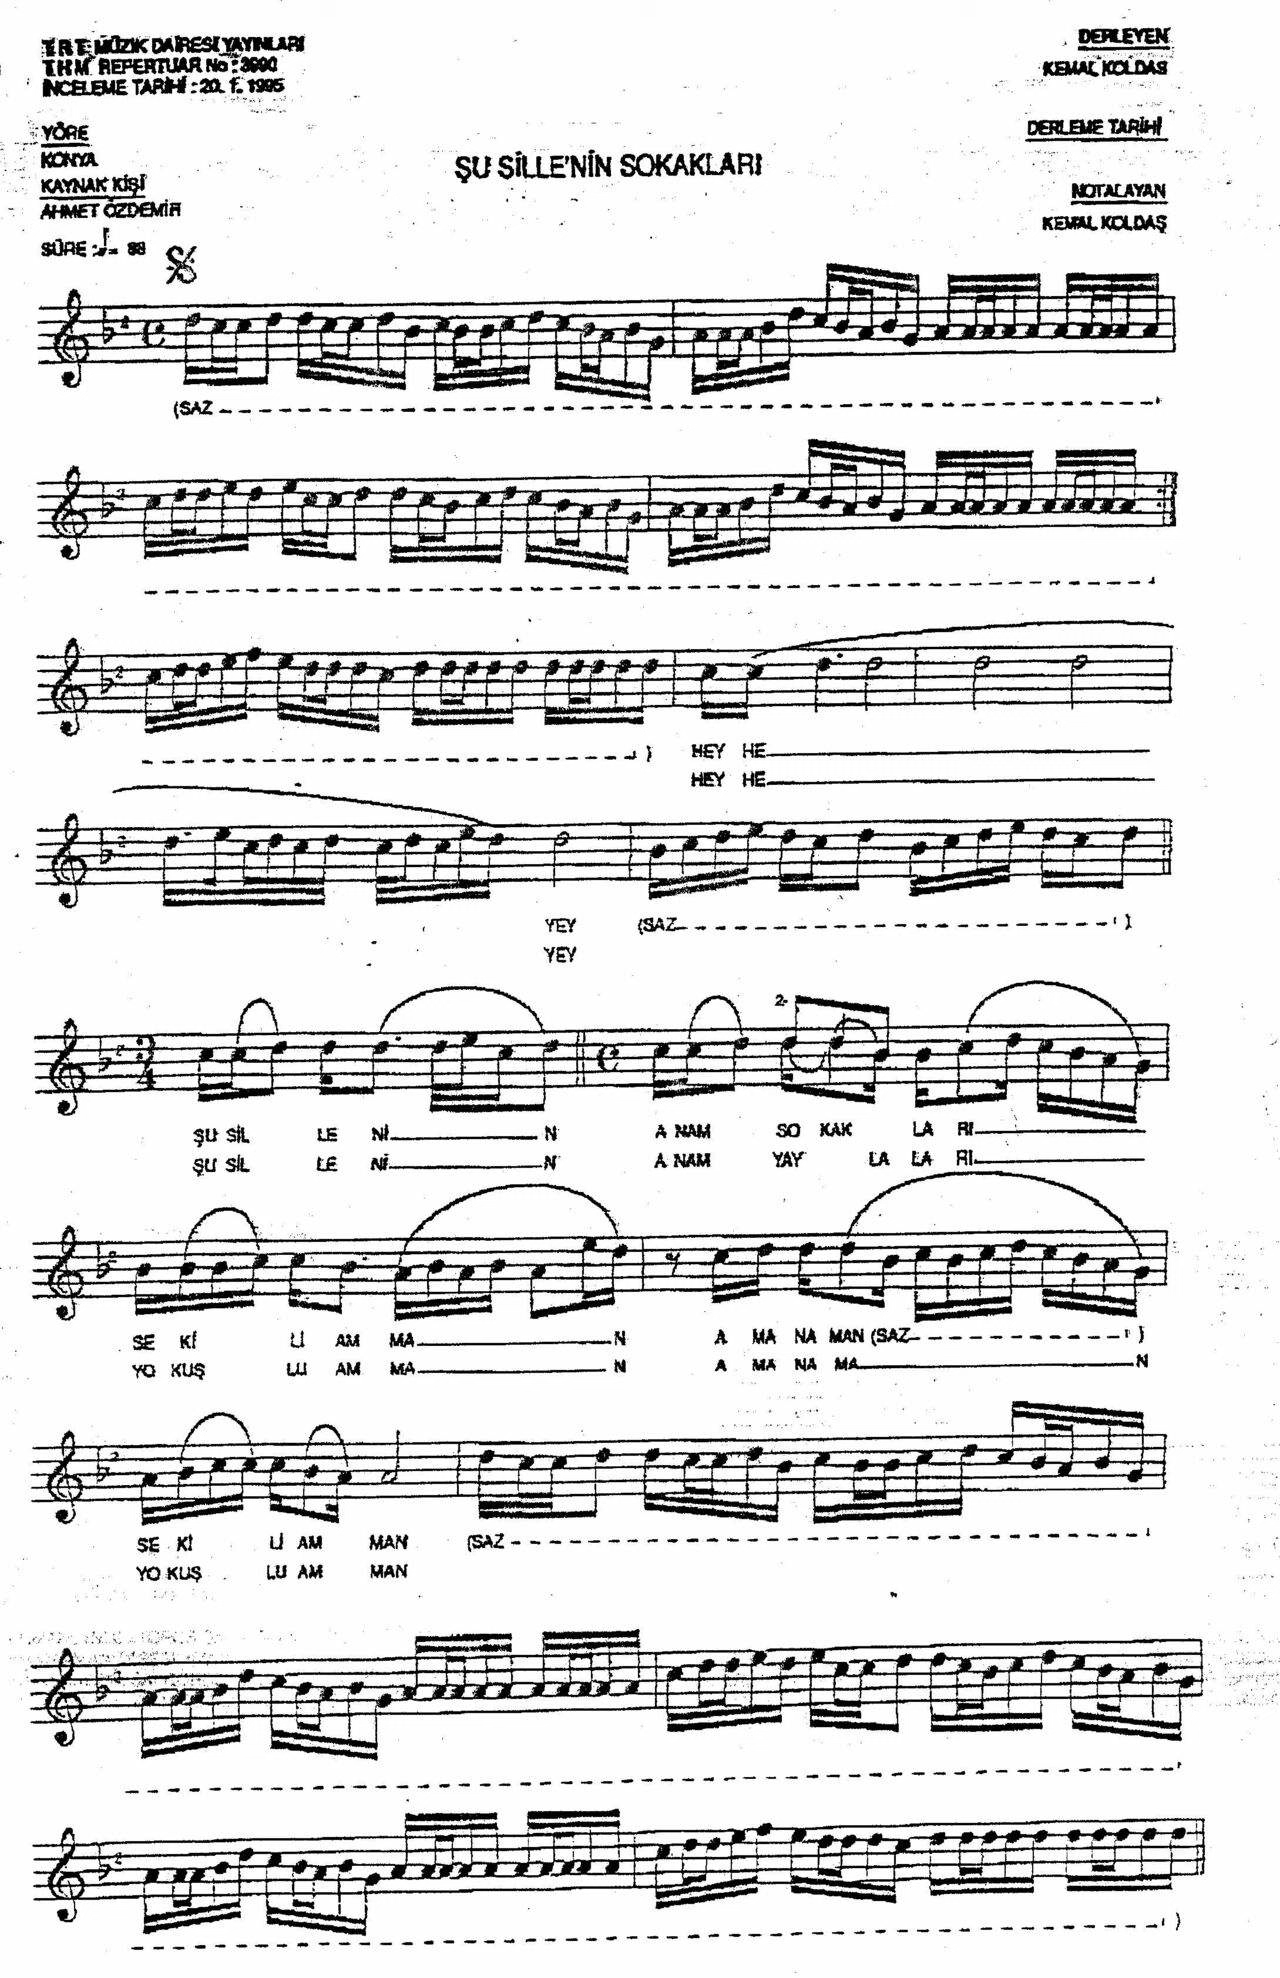 TRT MÜZİK DAİRESİ YAYINLARI
THM REPERTUAR No : 3990
İNCELEME TARİHİ : 20. 1. 1995
YÖRE
KONYA
KAYNAK KİŞİ
AHMET ÖZDEMİR
SÜRE : ♩= 88
ŞU SİLLE'NİN SOKAKLARI
DERLEYEN
KEMAL KOLDAŞ
DERLEME TARİHİ
NOTALAYAN
KEMAL KOLDAŞ
(SAZ
) HEY HE
HEY HE
YEY (SAZ )
YEY
ŞU SİL LE Nİ N A NAM SO KAK LA RI
ŞU SİL LE Nİ N A NAM YAY LA LA RI
SE Kİ Lİ AM MA N A MA NA MAN (SAZ )
YO KUŞ LU AM MA N A MA NA MA N
SE Kİ Lİ AM MAN (SAZ
YO KUŞ LU AM MAN
)